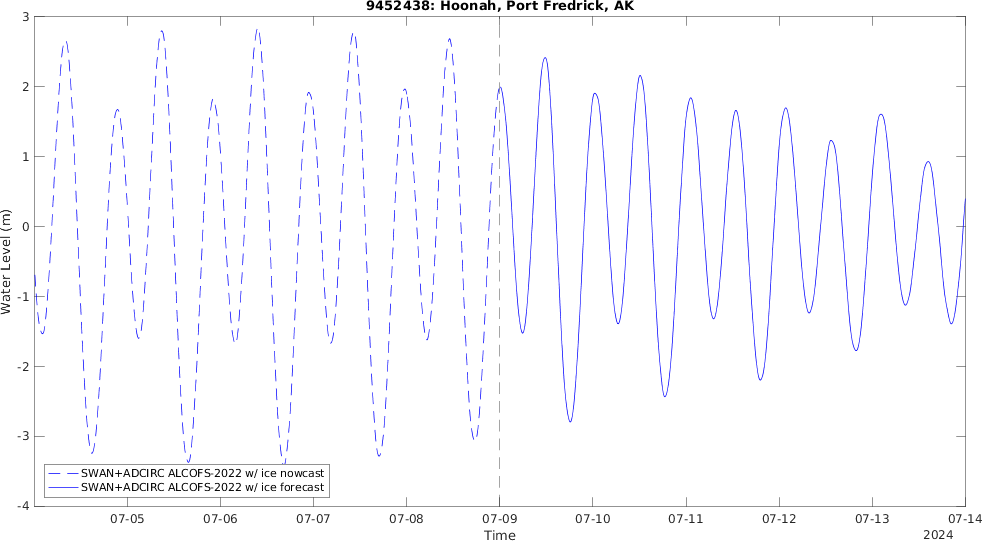 9452438: Hoonah, Port Fredrick, AK
3
2
1
0
-1
-2
-3
-4
Water Level (m)
SWAN+ADCIRC ALCOFS-2022 w/ ice nowcast
SWAN+ADCIRC ALCOFS-2022 w/ ice forecast
07-05 07-06 07-07 07-08 07-09 07-10 07-11 07-12 07-13 07-14
Time
2024